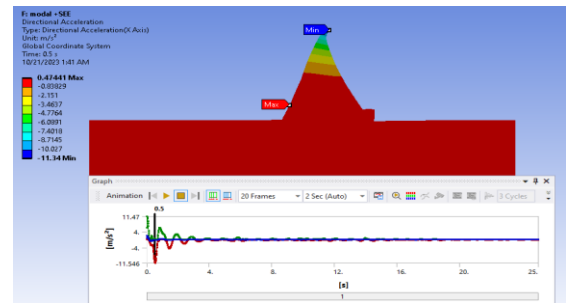 F: modal +SEE
Directional Acceleration
Type: Directional Acceleration(X Axis)
Unit: m/s²
Global Coordinate System
Time: 0.5 s
10/21/2023 1:41 AM
0.47441 Max
-0.83829
-2.151
-3.4637
-4.7764
-6.0891
-7.4018
-8.7145
-10.027
-11.34 Min
Min
Max
Graph
Animation
20 Frames
2 Sec (Auto)
3 Cycles
0.5
11.47
4.
-4.
-11.546
[m/s²]
0.
4.
8.
12.
16.
20.
25.
[s]
1